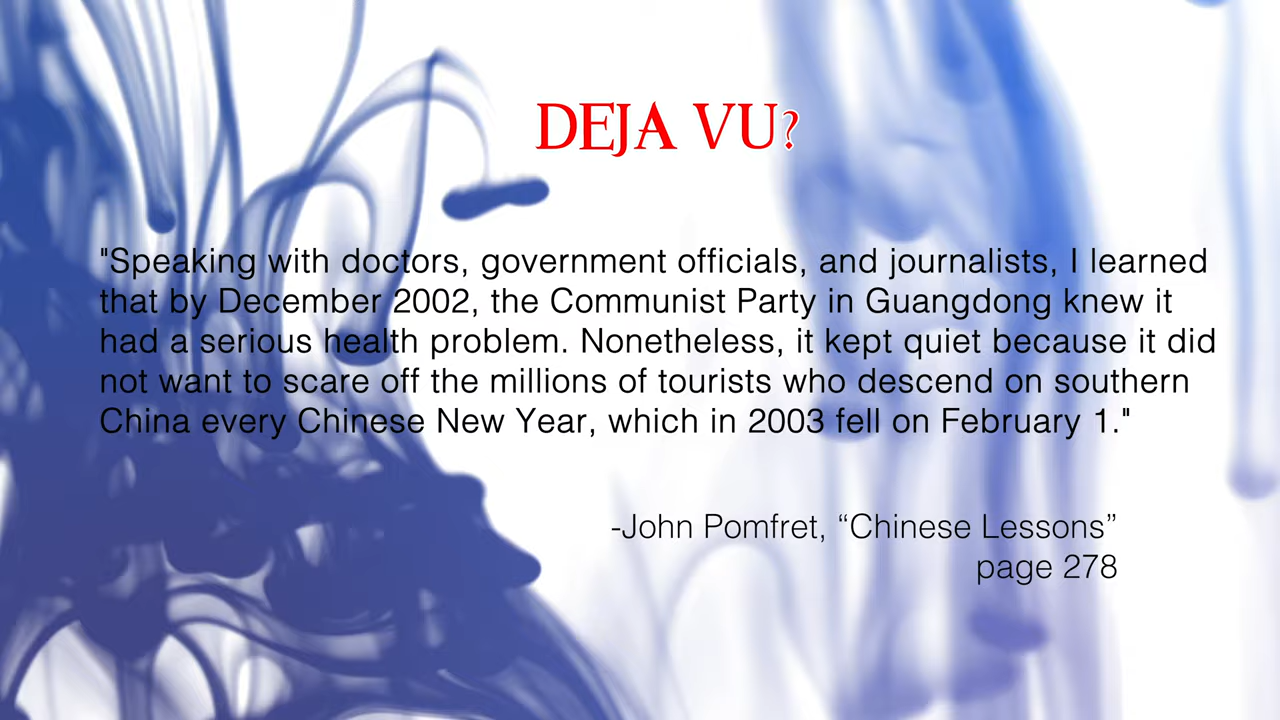 DEJA VU?
"Speaking with doctors, government officials, and journalists, I learned
that by December 2002, the Communist Party in Guangdong knew it
had a serious health problem. Nonetheless, it kept quiet because it did
not want to scare off the millions of tourists who descend on southern
China every Chinese New Year, which in 2003 fell on February 1."
-John Pomfret, “Chinese Lessons”
page 278